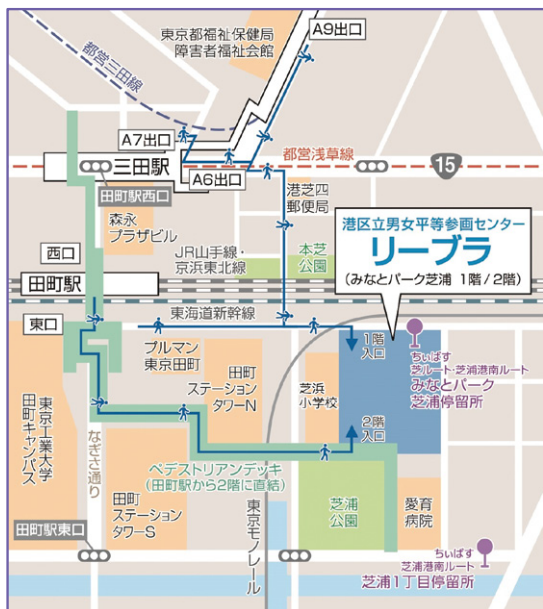 東京都福祉保健局
障害者福祉会館
A9出口
都営三田線
A7出口
三田駅
都営浅草線
15
田町駅西口
A6出口
港芝四
郵便局
森永
プラザビル
港区立男女平等参画センター
リーブラ
(みなとパーク芝浦 1階/2階)
西口
JR山手線・
京浜東北線
本芝
公園
田町駅
東海道新幹線
東口
プルマン
東京田町
1階
入口
ちぃばす
芝ルート・芝浦港南ルート
みなとパーク
芝浦停留所
田町
ステーション
タワーN
芝浜
小学校
東京工業大学
田町キャンパス
2階
入口
なぎさ通り
ペデストリアンデッキ
(田町駅から2階に直結)
田町
ステーション
タワーS
東京モノレール
芝浦
公園
愛育
病院
田町駅東口
ちぃばす
芝浦港南ルート
芝浦1丁目停留所